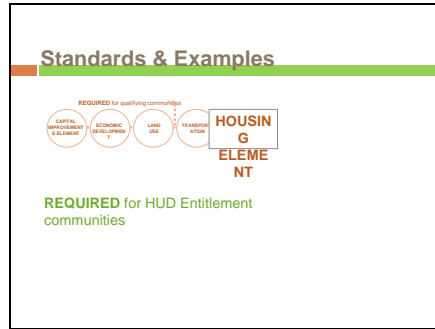 Standards & Examples
REQUIRED for qualifying communities
CAPITAL
IMPROVEMENT
S ELEMENT
ECONOMIC
DEVELOPMEN
T
LAND
USE
TRANSPORT
ATION
HOUSIN
G
ELEME
NT
REQUIRED for HUD Entitlement
communities